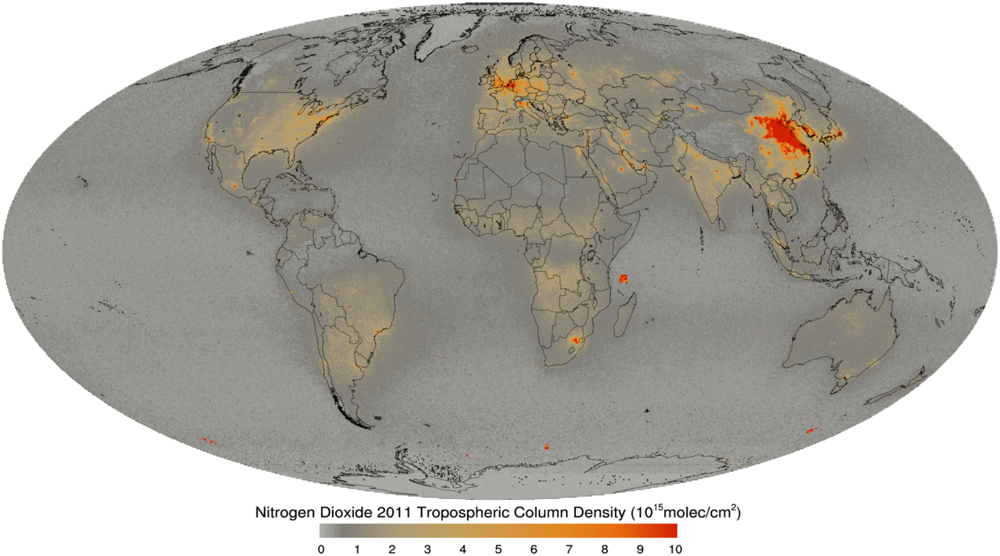 Nitrogen Dioxide 2011 Tropospheric Column Density (10¹⁵molec/cm²)
0 1 2 3 4 5 6 7 8 9 10